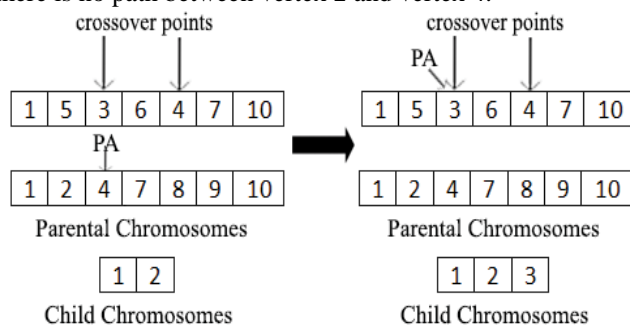 there is no path between vertex 2 and vertex 4.
crossover points
1 5 3 6 4 7 10
PA
1 2 4 7 8 9 10
Parental Chromosomes
1 2
Child Chromosomes
crossover points
PA
1 5 3 6 4 7 10
1 2 4 7 8 9 10
Parental Chromosomes
1 2 3
Child Chromosomes